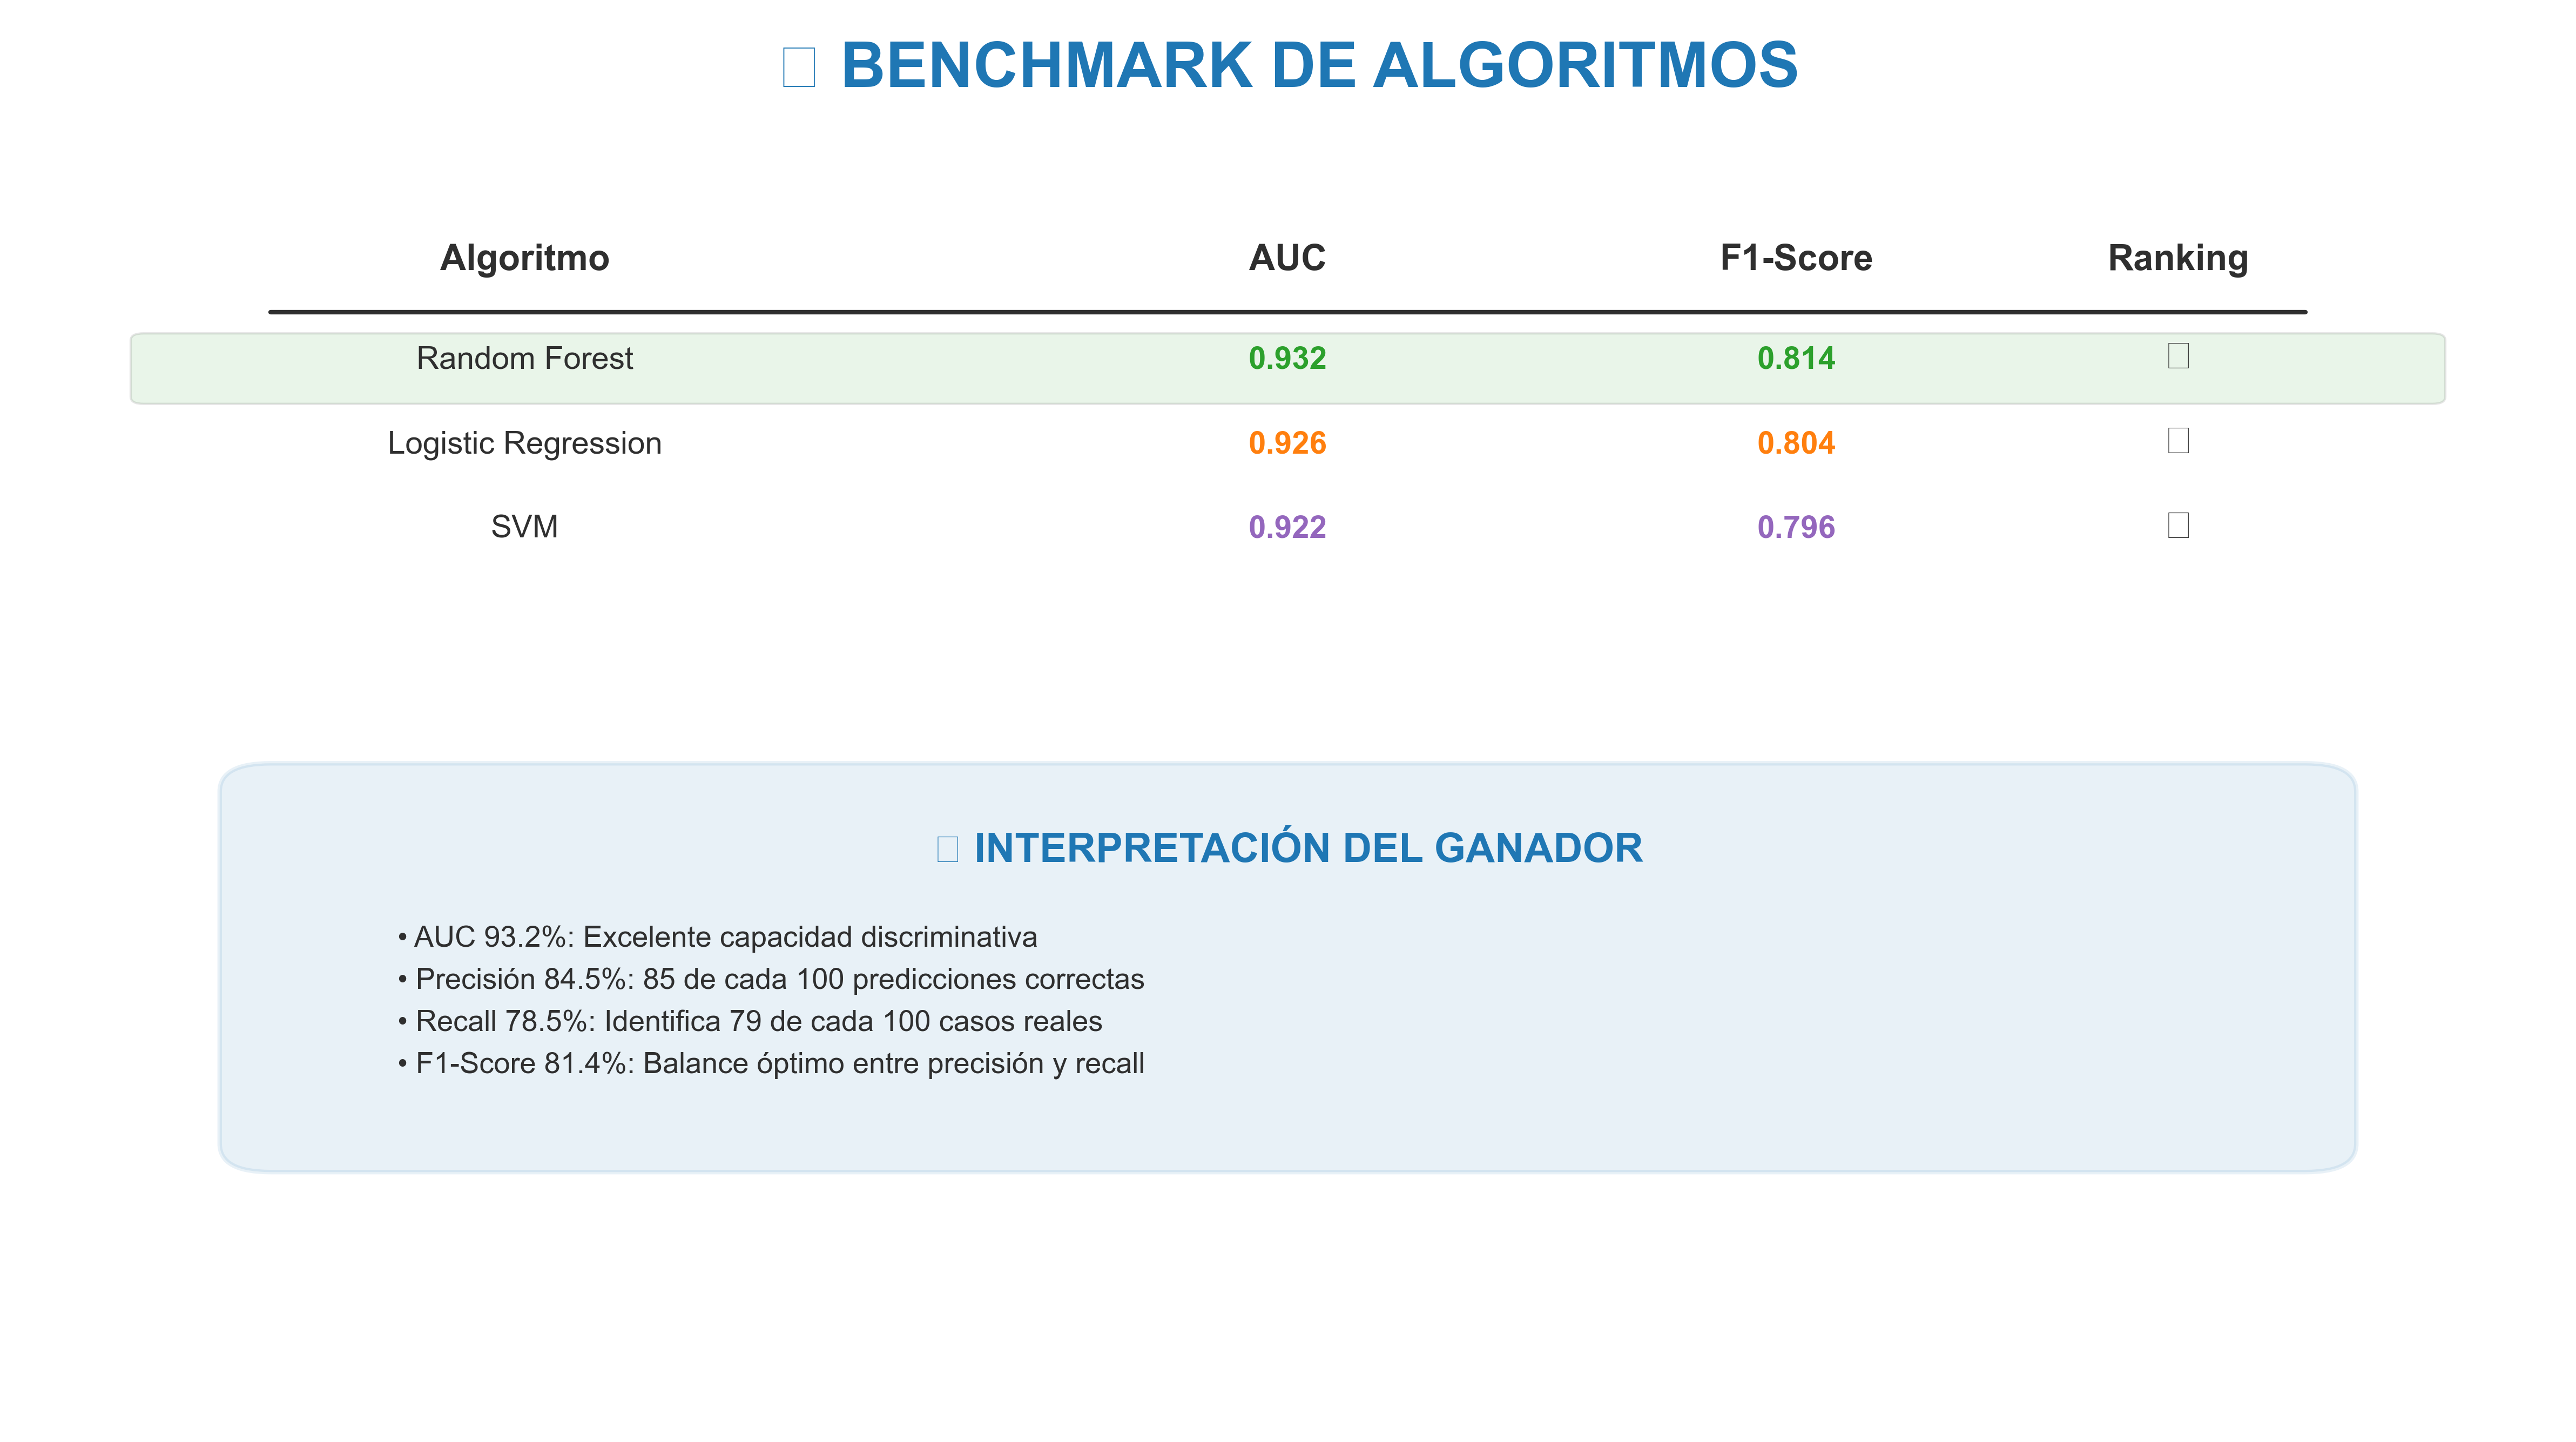 BENCHMARK DE ALGORITMOS
Algoritmo AUC F1-Score Ranking
Random Forest 0.932 0.814
Logistic Regression 0.926 0.804
SVM 0.922 0.796
INTERPRETACIÓN DEL GANADOR
• AUC 93.2%: Excelente capacidad discriminativa
• Precisión 84.5%: 85 de cada 100 predicciones correctas
• Recall 78.5%: Identifica 79 de cada 100 casos reales
• F1-Score 81.4%: Balance óptimo entre precisión y recall